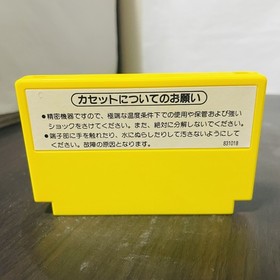 カセットについてのお願い
●精密機器ですので、極端な温度条件下での使用や保管および強い
ショックをさけてください。また、絶対に分解しないでください。
●端子部に手を触れたり、水にぬらしたりして汚さないようにして
ください。故障の原因となります。
831018